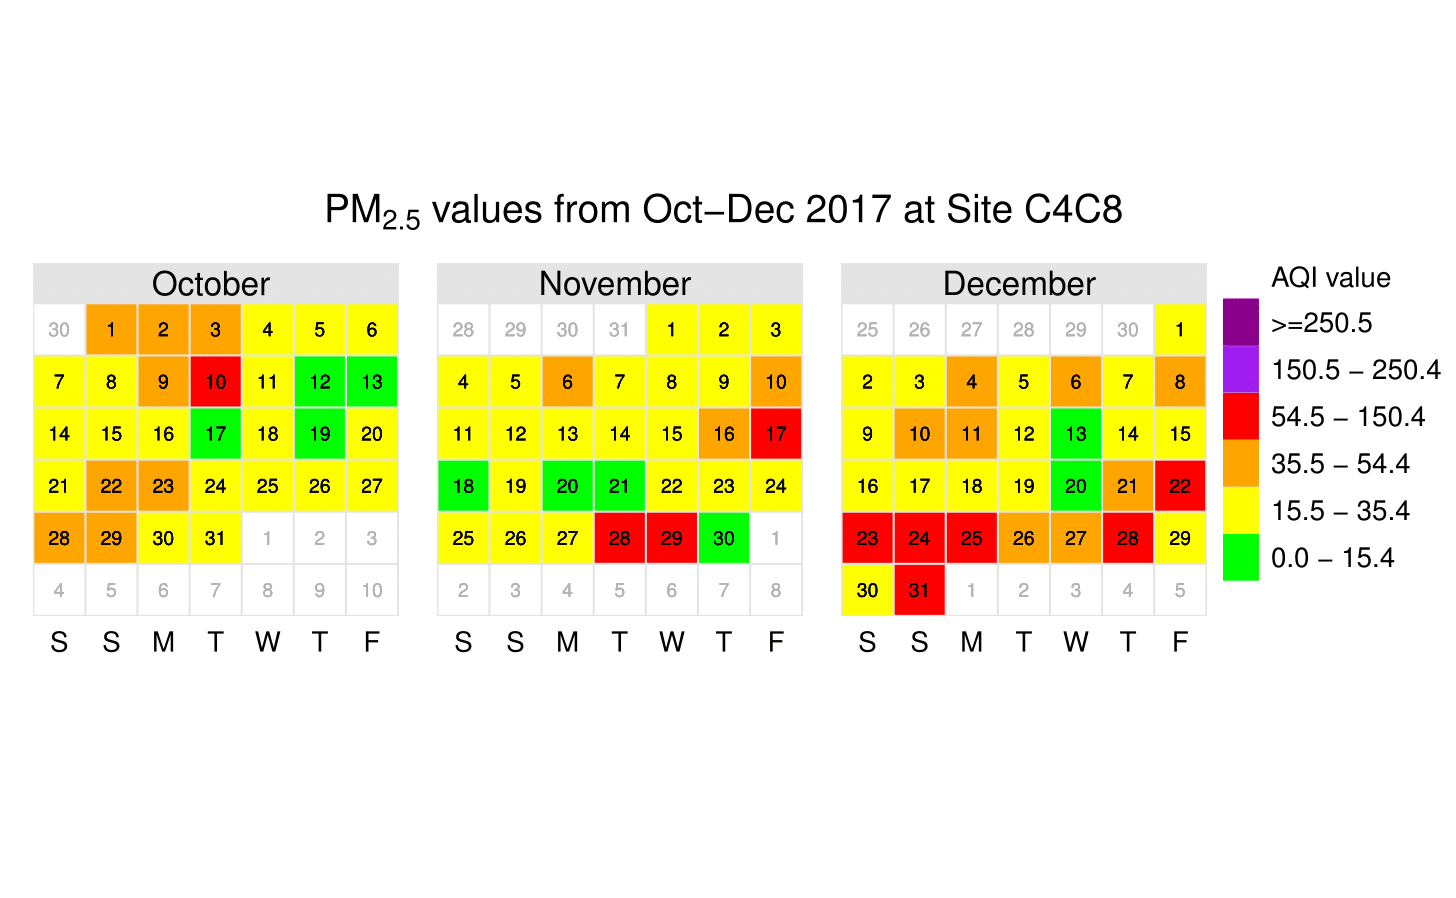 PM2.5 values from Oct−Dec 2017 at Site C4C8
October
30 1 2 3 4 5 6
7 8 9 10 11 12 13
14 15 16 17 18 19 20
21 22 23 24 25 26 27
28 29 30 31 1 2 3
4 5 6 7 8 9 10
S S M T W T F
November
28 29 30 31 1 2 3
4 5 6 7 8 9 10
11 12 13 14 15 16 17
18 19 20 21 22 23 24
25 26 27 28 29 30 1
2 3 4 5 6 7 8
S S M T W T F
December
25 26 27 28 29 30 1
2 3 4 5 6 7 8
9 10 11 12 13 14 15
16 17 18 19 20 21 22
23 24 25 26 27 28 29
30 31 1 2 3 4 5
S S M T W T F
AQI value
>=250.5
150.5 − 250.4
54.5 − 150.4
35.5 − 54.4
15.5 − 35.4
0.0 − 15.4